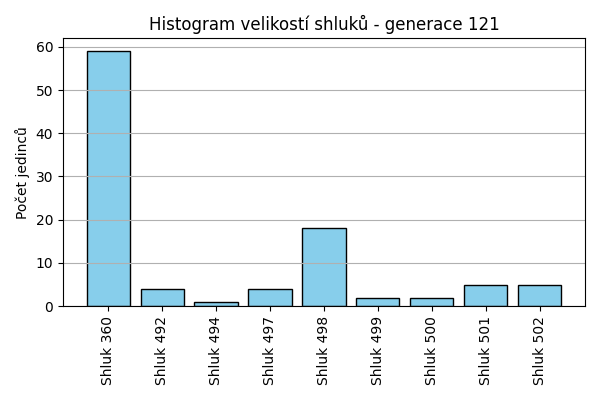 Histogram velikostí shluků - generace 121
Počet jedinců
60
50
40
30
20
10
0
Shluk 360
Shluk 492
Shluk 494
Shluk 497
Shluk 498
Shluk 499
Shluk 500
Shluk 501
Shluk 502